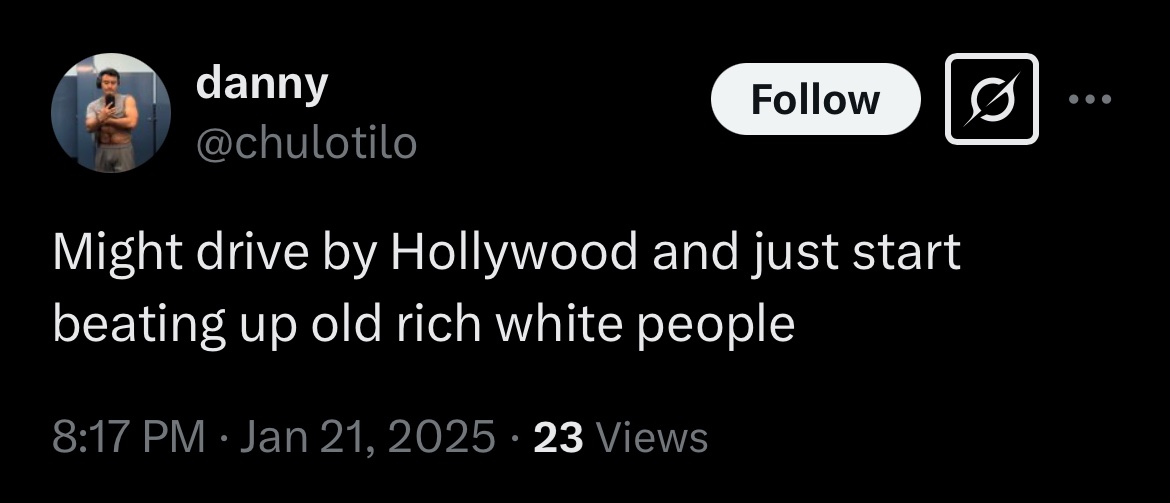 danny
@chulotilo
Follow
Might drive by Hollywood and just start
beating up old rich white people
8:17 PM · Jan 21, 2025 · 23 Views